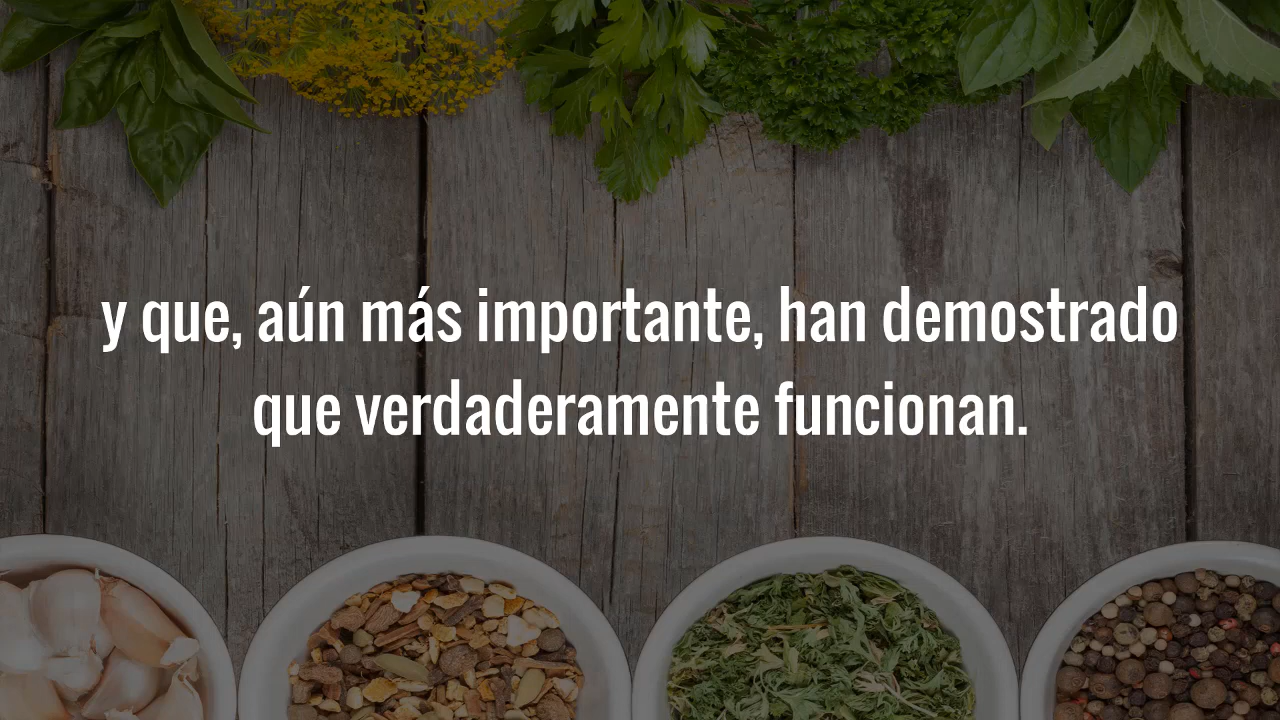 y que, aún más importante, han demostrado
que verdaderamente funcionan.